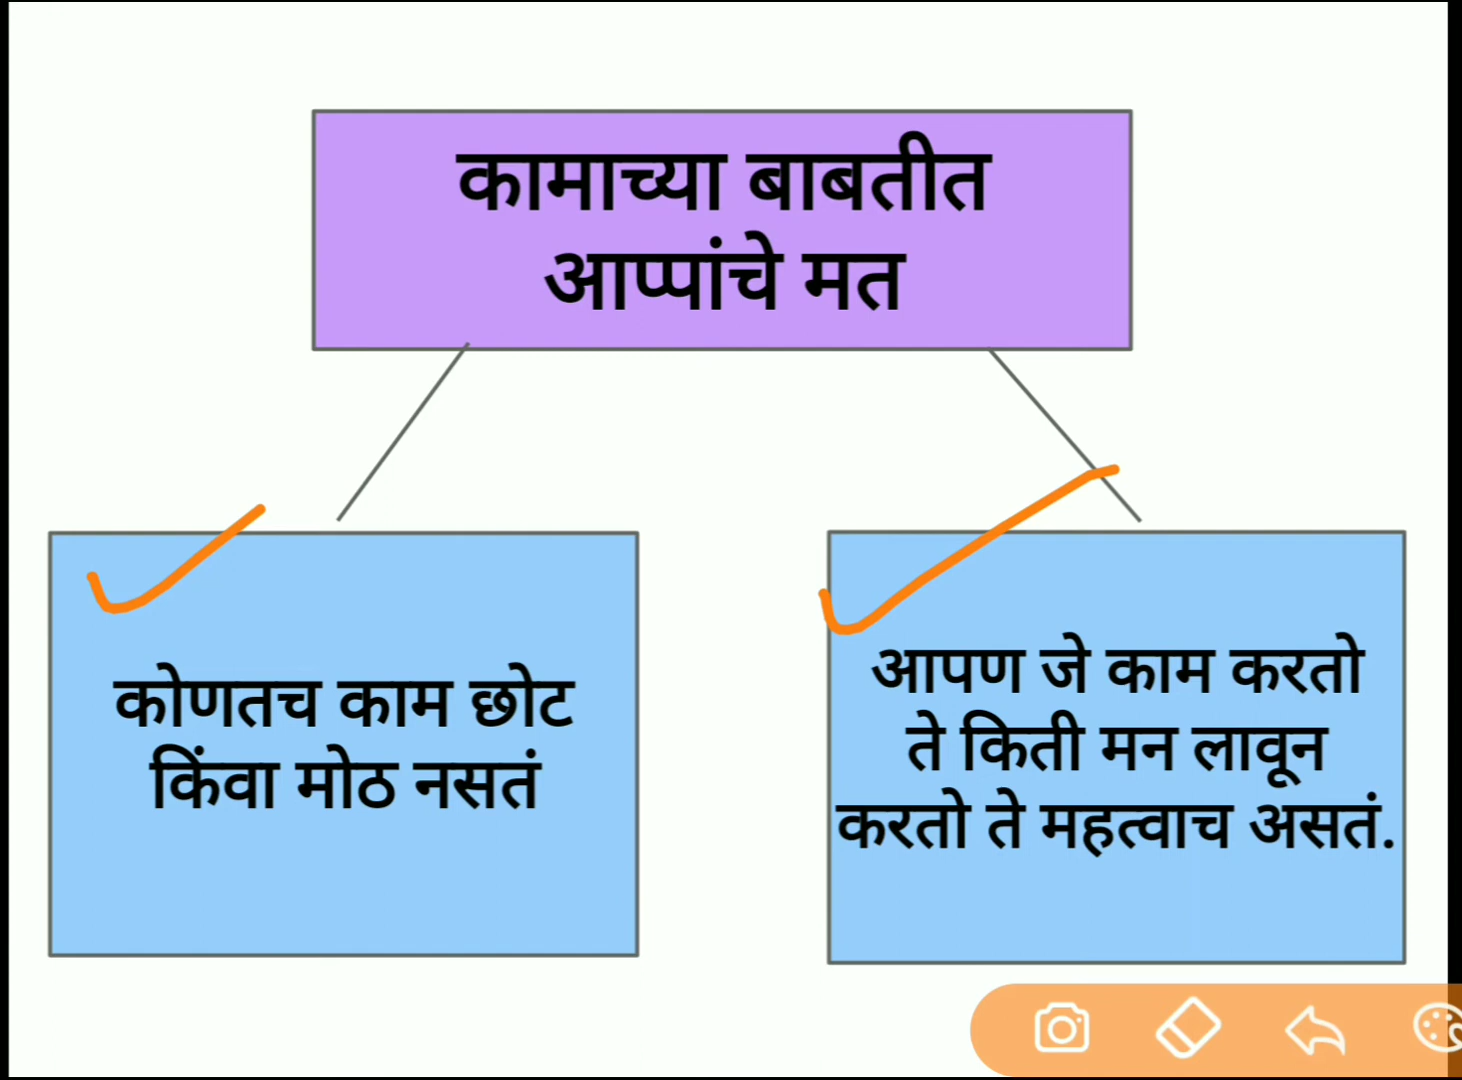 कामाच्या बाबतीत
आप्पांचे मत
कोणतच काम छोट
किंवा मोठ नसतं
आपण जे काम करतो
ते किती मन लावून
करतो ते महत्वाच असतं.